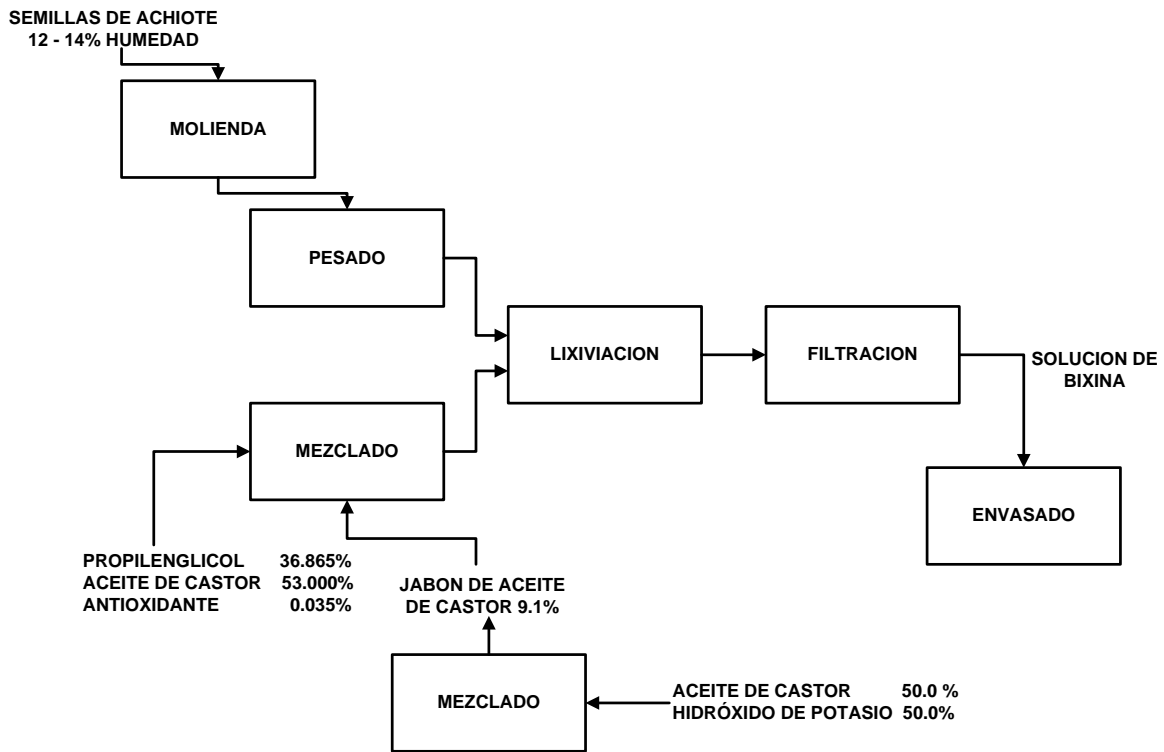 SEMILLAS DE ACHIOTE
12 - 14% HUMEDAD
MOLIENDA
PESADO
LIXIVIACION
FILTRACION
SOLUCION DE
BIXINA
MEZCLADO
ENVASADO
PROPILENGLICOL 36.865%
ACEITE DE CASTOR 53.000%
ANTIOXIDANTE 0.035%
JABON DE ACEITE
DE CASTOR 9.1%
MEZCLADO
ACEITE DE CASTOR 50.0 %
HIDRÓXIDO DE POTASIO 50.0%